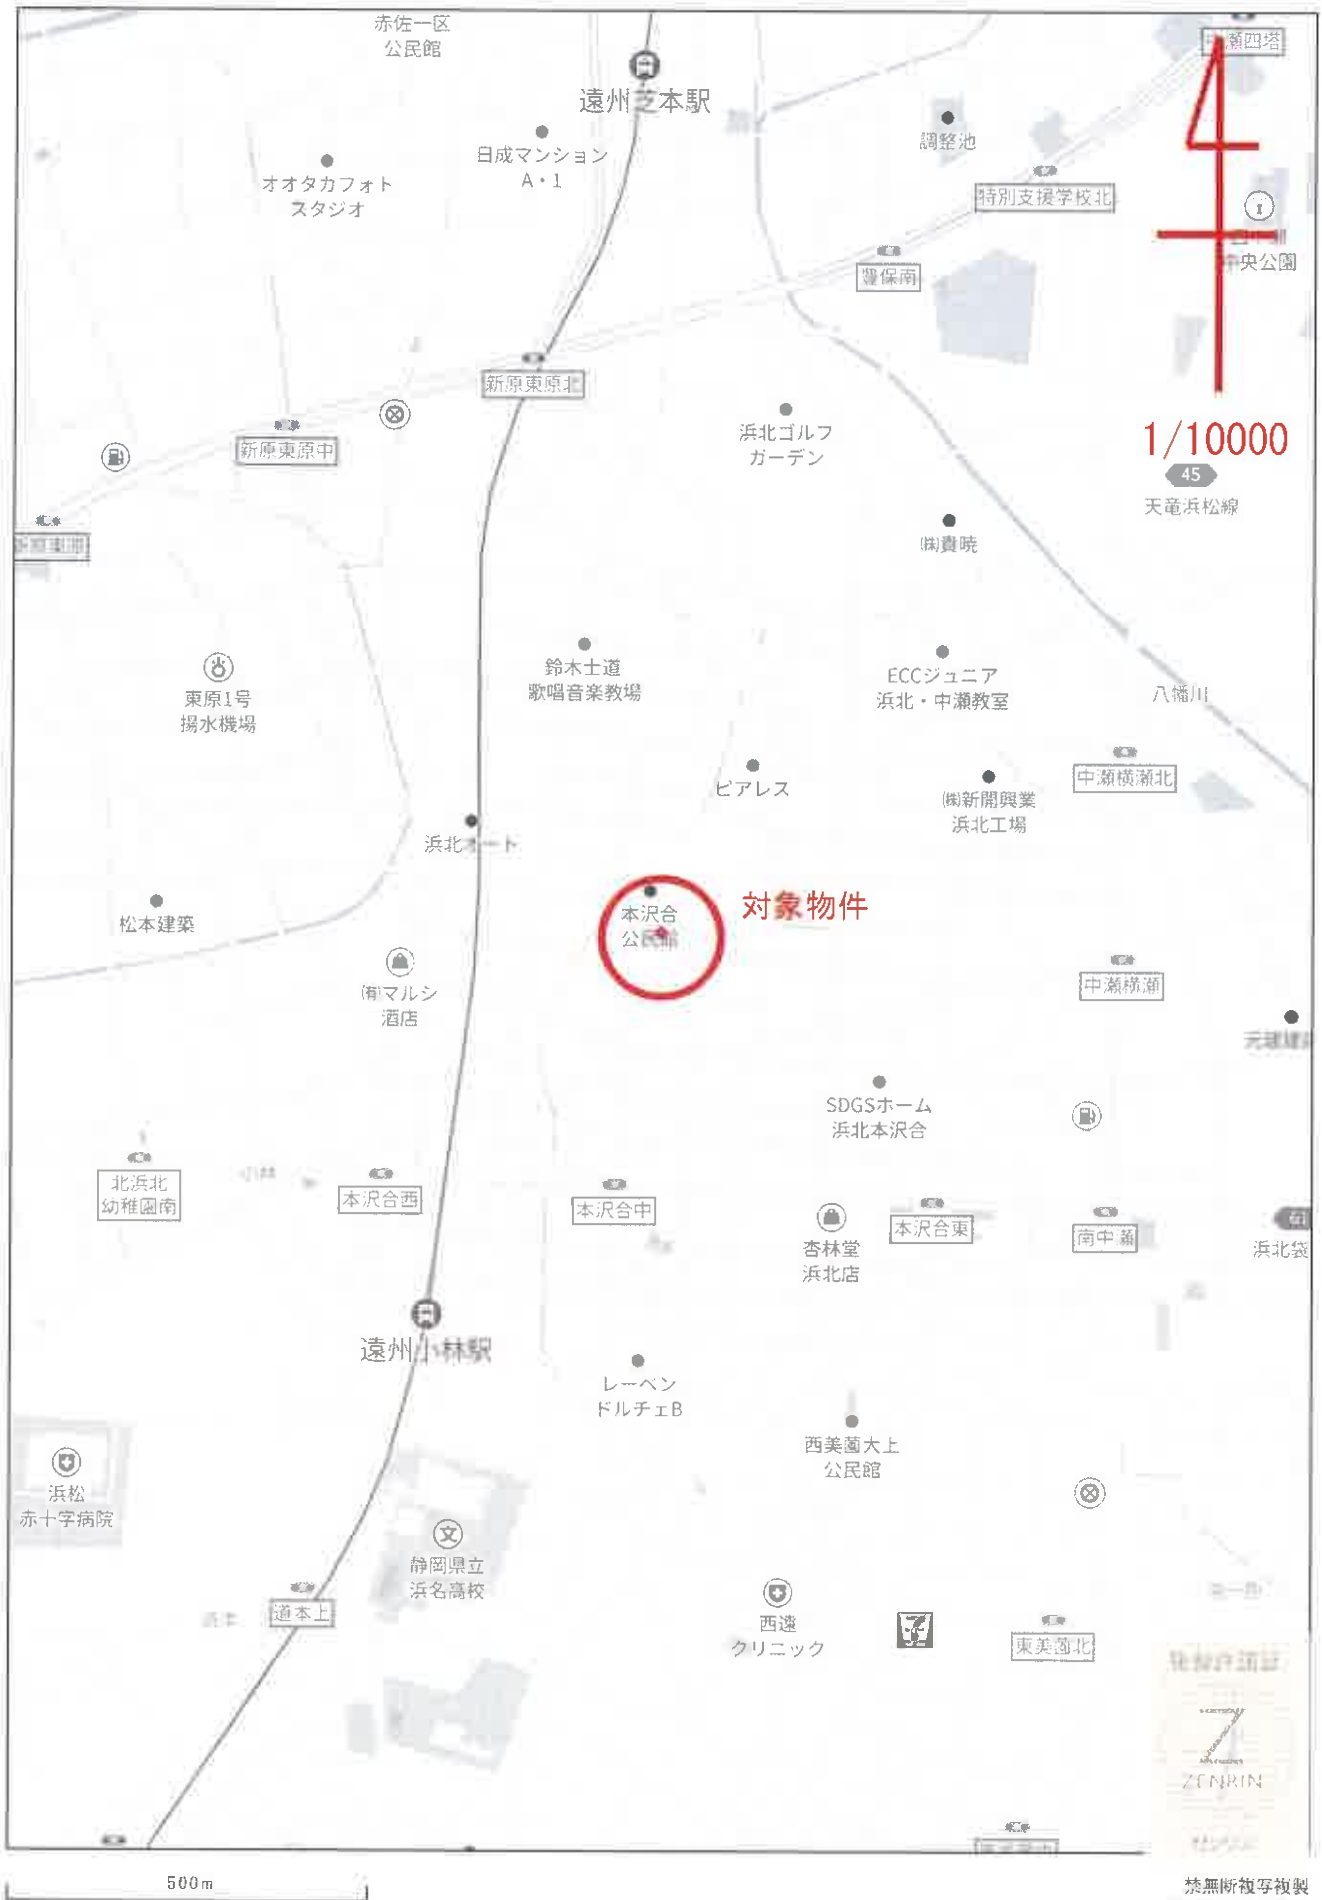 赤佐一区
公民館
遠州芝本駅
日成マンション
A・1
オオタカフォト
スタジオ
調整池
特別支援学校北
中央公園
豊保南
新原東原北
新原東原中
浜北ゴルフ
ガーデン
1/10000
45
天竜浜松線
㈱貴暁
鈴木士道
歌唱音楽教場
ECCジュニア
浜北・中瀬教室
八幡川
東原1号
揚水機場
ピアレス
中瀬横瀬北
㈱新開興業
浜北工場
浜北オート
松本建築
本沢合
公民館
対象物件
㈲マルシ
酒店
中瀬横瀬
SDGSホーム
浜北本沢合
北浜北
幼稚園南
小林
本沢合西
本沢合中
本沢合東
南中瀬
杏林堂
浜北店
浜北袋
遠州小林駅
レーベン
ドルチェB
西美薗大上
公民館
浜松
赤十字病院
静岡県立
浜名高校
道本上
西遠
クリニック
東美薗北
ZENRIN
500m
禁無断複写複製